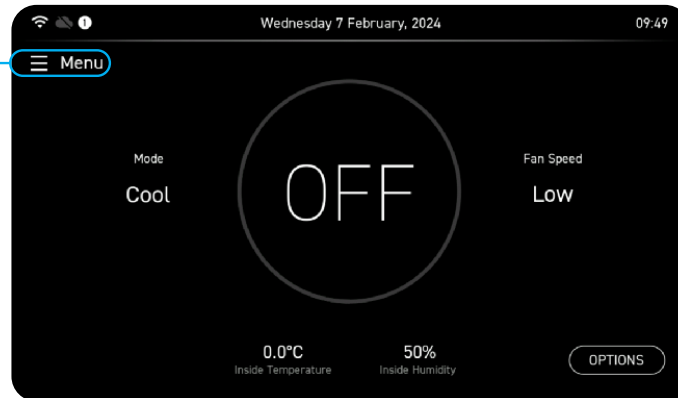 1
Wednesday 7 February, 2024
09:49
Menu
Mode
Cool
OFF
Fan Speed
Low
0.0°C
Inside Temperature
50%
Inside Humidity
OPTIONS